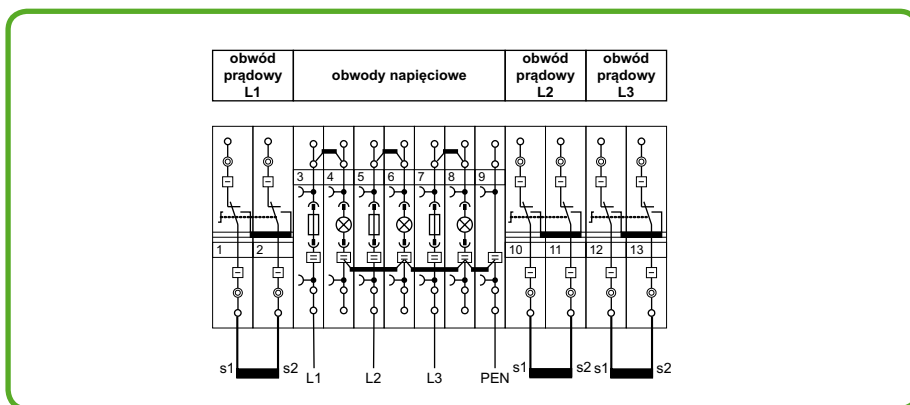 obwód prądowy L1
obwody napięciowe
obwód prądowy L2
obwód prądowy L3
3 4 5 6 7 8 9
1 2 10 11 12 13
s1 s2 L1 L2 L3 PEN s1 s2 s1 s2